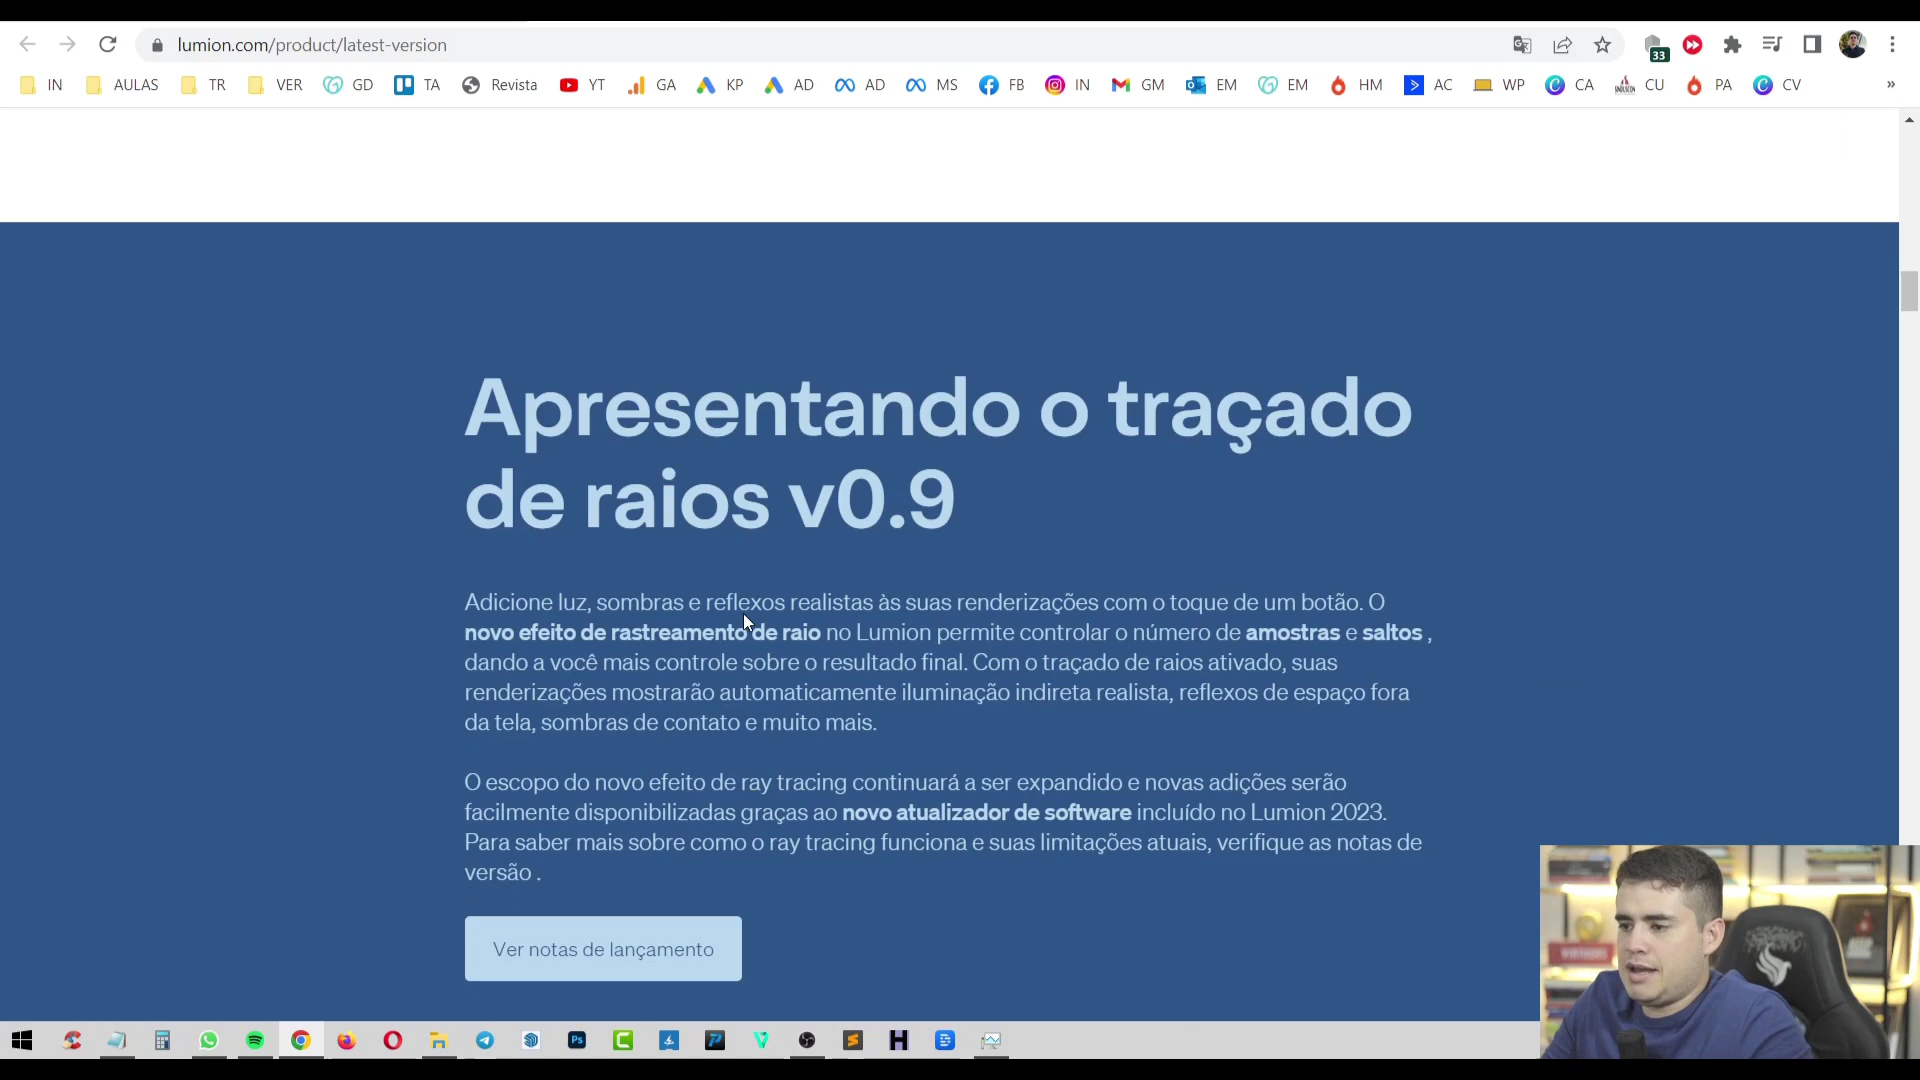 lumion.com/product/latest-version
33
IN AULAS TR VER GD TA Revista YT GA KP AD AD MS FB IN GM EM EM HM AC WP CA CU PA CV »
Apresentando o traçado
de raios v0.9
Adicione luz, sombras e reflexos realistas às suas renderizações com o toque de um botão. O
novo efeito de rastreamento de raio no Lumion permite controlar o número de amostras e saltos ,
dando a você mais controle sobre o resultado final. Com o traçado de raios ativado, suas
renderizações mostrarão automaticamente iluminação indireta realista, reflexos de espaço fora
da tela, sombras de contato e muito mais.
O escopo do novo efeito de ray tracing continuará a ser expandido e novas adições serão
facilmente disponibilizadas graças ao novo atualizador de software incluído no Lumion 2023.
Para saber mais sobre como o ray tracing funciona e suas limitações atuais, verifique as notas de
versão .
Ver notas de lançamento
Ps